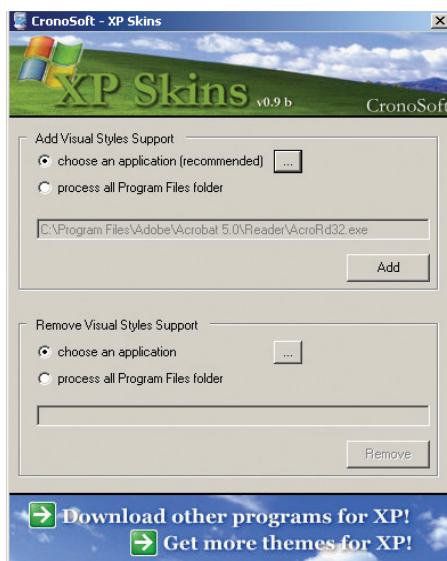 CronoSoft - XP Skins
XP Skins v0.9 b
CronoSoft
Add Visual Styles Support
choose an application (recommended) ...
process all Program Files folder
C:\Program Files\Adobe\Acrobat 5.0\Reader\AcroRd32.exe
Add
Remove Visual Styles Support
choose an application ...
process all Program Files folder
Remove
Download other programs for XP!
Get more themes for XP!